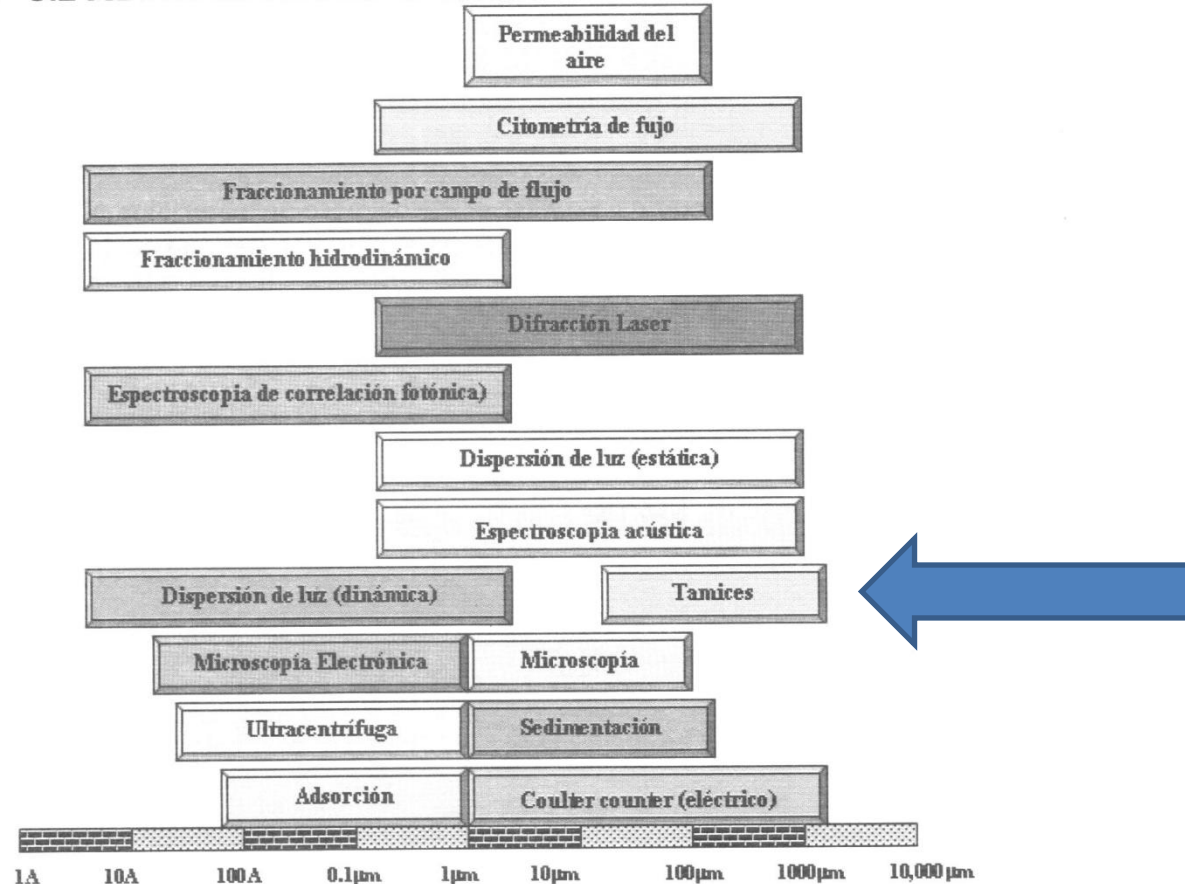 Permeabilidad del
aire
Citometría de fujo
Fraccionamiento por campo de flujo
Fraccionamiento hidrodinámico
Difracción Laser
Espectroscopia de correlación fotónica)
Dispersión de luz (estática)
Espectroscopia acústica
Dispersión de luz (dinámica)
Tamices
Microscopía Electrónica
Microscopía
Ultracentrífuga
Sedimentación
Adsorción
Coulter counter (eléctrico)
1A 10A 100A 0.1µm 1µm 10µm 100µm 1000µm 10,000µm